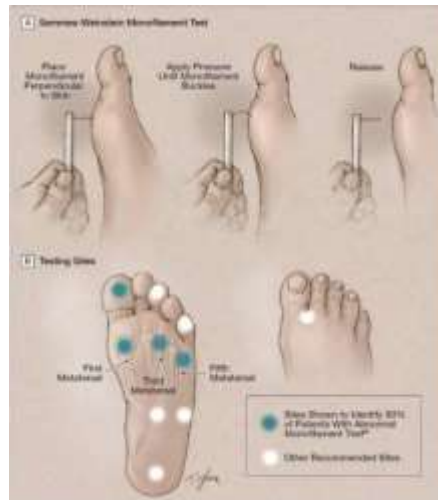 A Semmes-Weinstein Monofilament Test
Place
Monofilament
Perpendicular
to Skin
Apply Pressure
Until Monofilament
Buckles
Release
B Testing Sites
First
Metatarsal
Third
Metatarsal
Fifth
Metatarsal
Sites Shown to Identify 90%
of Patients With Abnormal
Monofilament Test
Other Recommended Sites